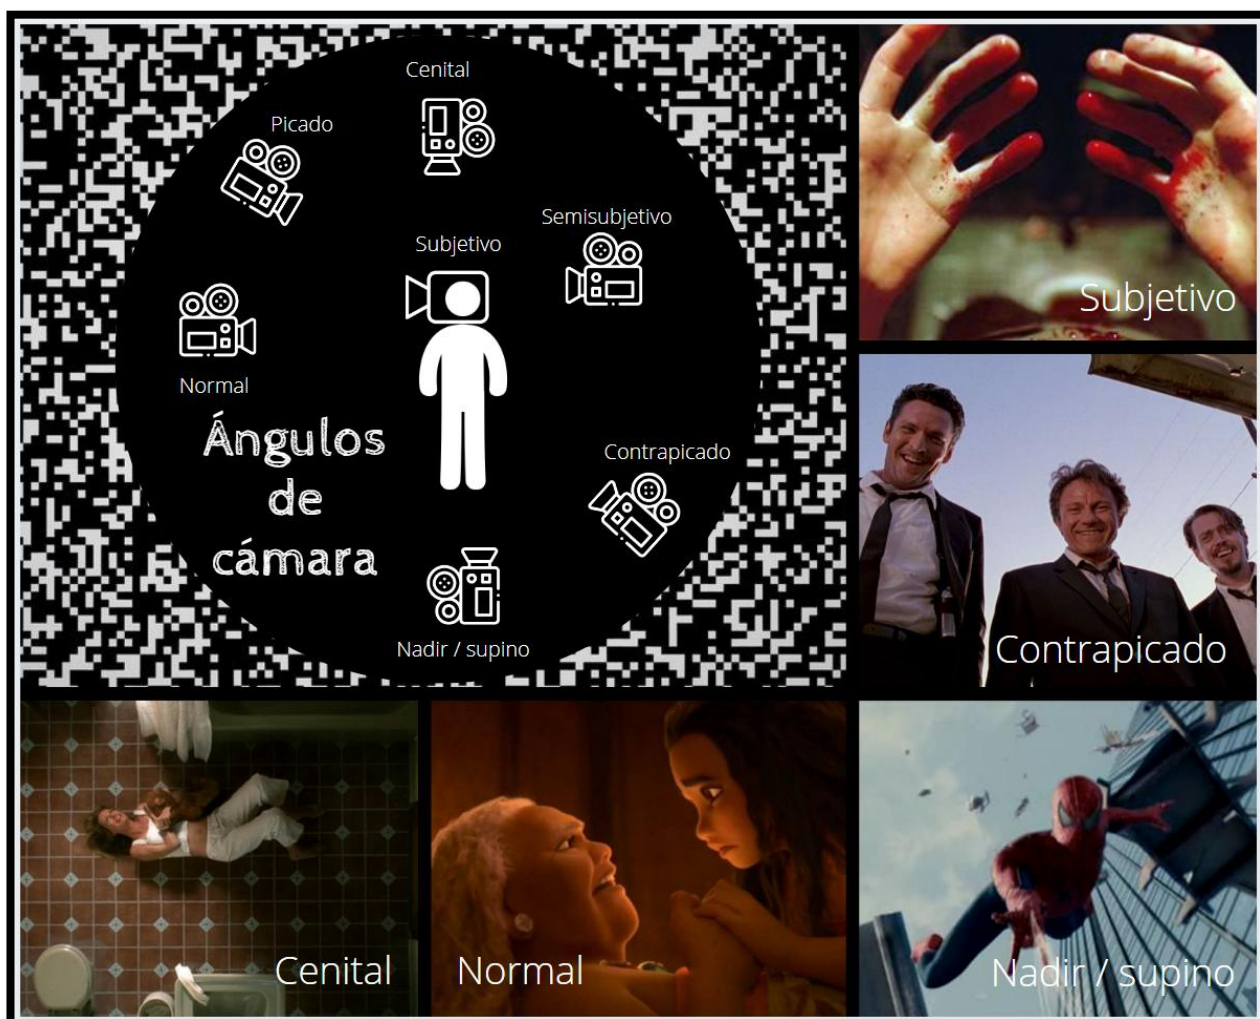 Cenital
Picado
Semisubjetivo
Subjetivo
Normal
Ángulos
de
cámara
Contrapicado
Nadir / supino
Subjetivo
Contrapicado
Cenital
Normal
Nadir / supino